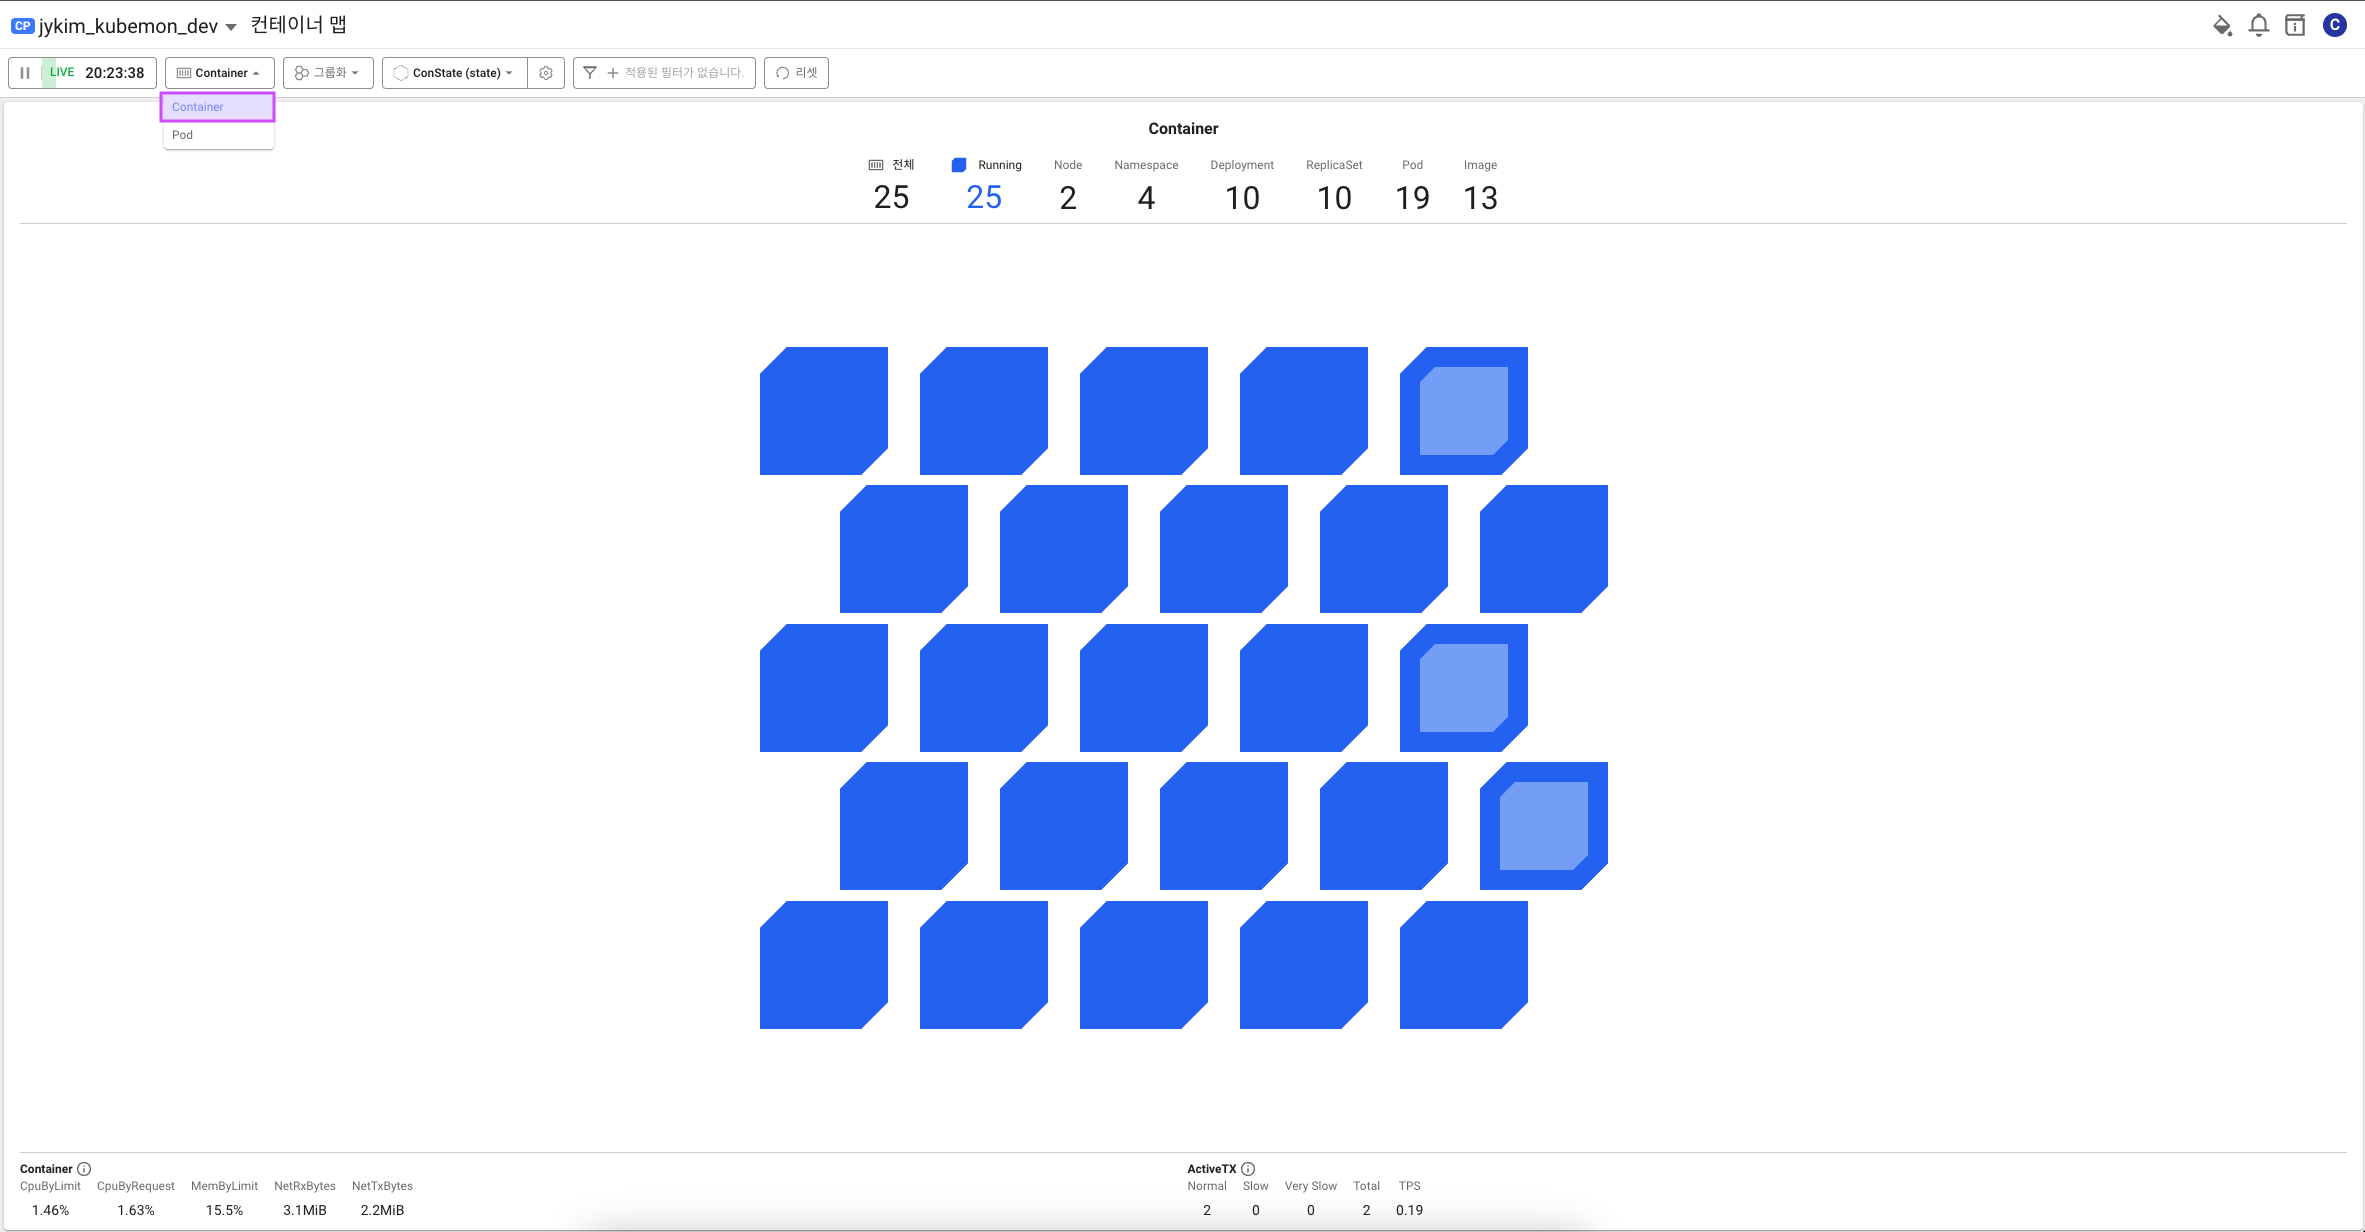 CP jykim_kubemon_dev 컨테이너 맵 C
LIVE 20:23:38 Container 그룹화 ConState (state) 적용된 필터가 없습니다. 리셋
Container
Pod
Container
전체 Running Node Namespace Deployment ReplicaSet Pod Image
25 25 2 4 10 10 19 13
Container ActiveTX
CpuByLimit CpuByRequest MemByLimit NetRxBytes NetTxBytes Normal Slow Very Slow Total TPS
1.46% 1.63% 15.5% 3.1MiB 2.2MiB 2 0 0 2 0.19